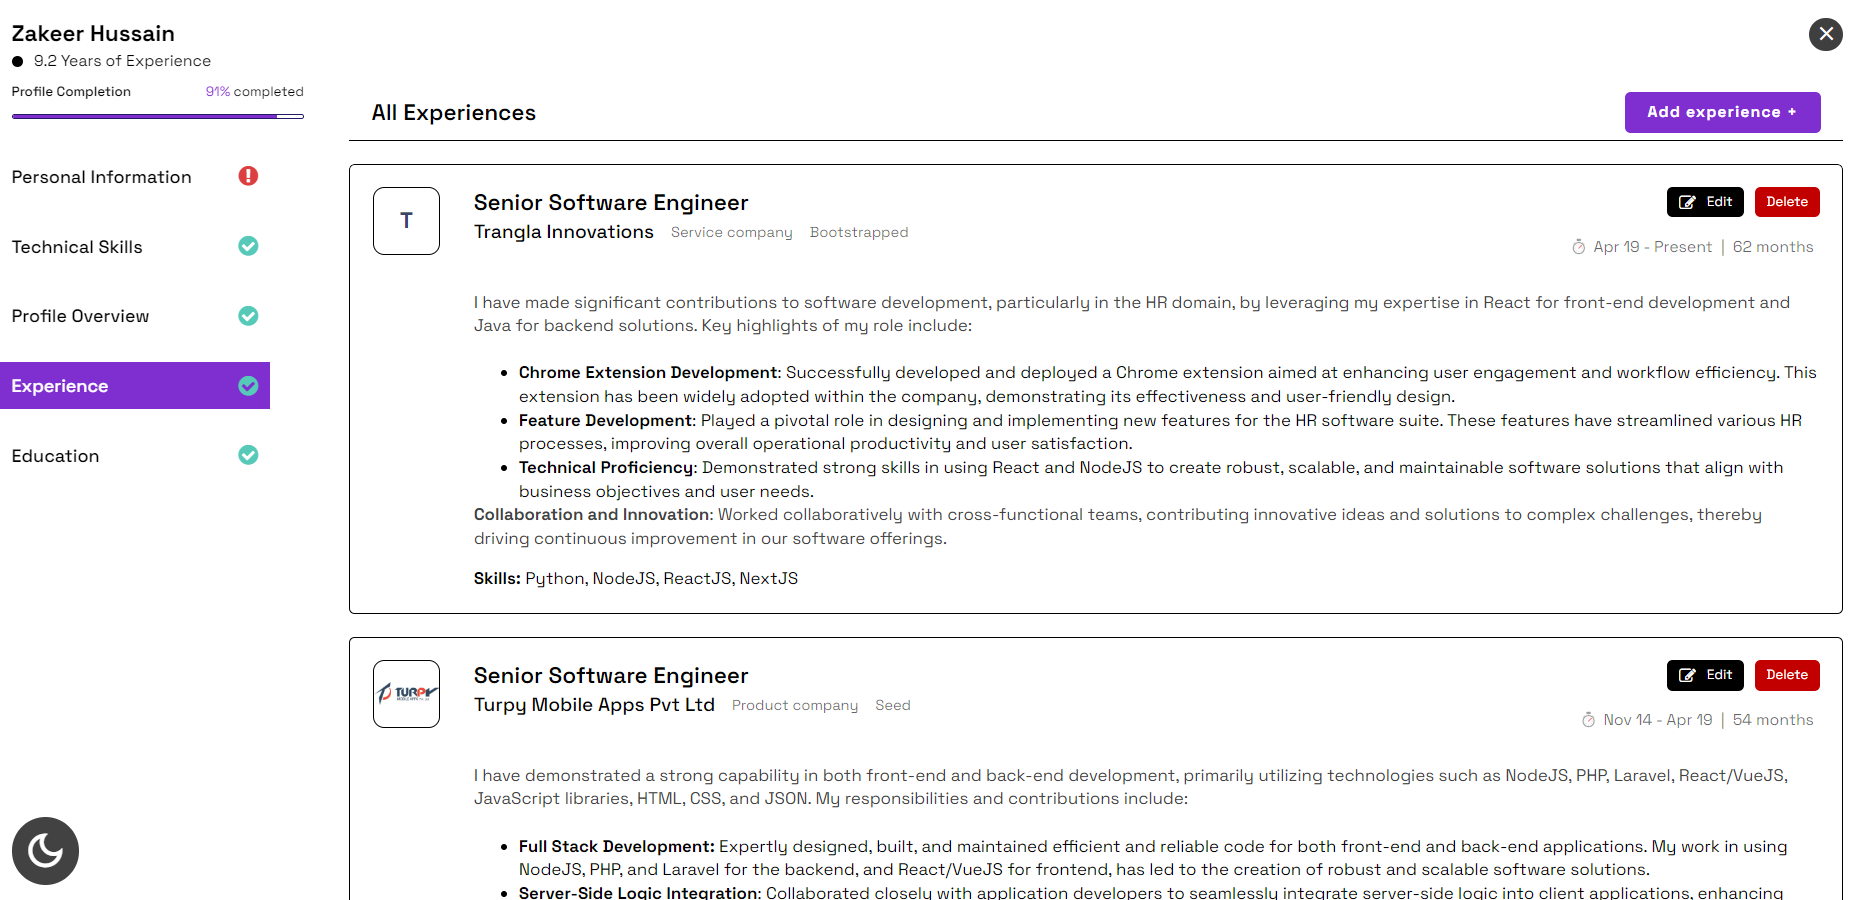 Zakeer Hussain
9.2 Years of Experience
Profile Completion 91% completed
Personal Information
Technical Skills
Profile Overview
Experience
Education
All Experiences
Add experience +
T
Senior Software Engineer
Edit Delete
Trangla Innovations Service company Bootstrapped
Apr 19 - Present | 62 months
I have made significant contributions to software development, particularly in the HR domain, by leveraging my expertise in React for front-end development and
Java for backend solutions. Key highlights of my role include:
• Chrome Extension Development: Successfully developed and deployed a Chrome extension aimed at enhancing user engagement and workflow efficiency. This
extension has been widely adopted within the company, demonstrating its effectiveness and user-friendly design.
• Feature Development: Played a pivotal role in designing and implementing new features for the HR software suite. These features have streamlined various HR
processes, improving overall operational productivity and user satisfaction.
• Technical Proficiency: Demonstrated strong skills in using React and NodeJS to create robust, scalable, and maintainable software solutions that align with
business objectives and user needs.
Collaboration and Innovation: Worked collaboratively with cross-functional teams, contributing innovative ideas and solutions to complex challenges, thereby
driving continuous improvement in our software offerings.
Skills: Python, NodeJS, ReactJS, NextJS
TURPY
Senior Software Engineer
Edit Delete
Turpy Mobile Apps Pvt Ltd Product company Seed
Nov 14 - Apr 19 | 54 months
I have demonstrated a strong capability in both front-end and back-end development, primarily utilizing technologies such as NodeJS, PHP, Laravel, React/VueJS,
JavaScript libraries, HTML, CSS, and JSON. My responsibilities and contributions include:
• Full Stack Development: Expertly designed, built, and maintained efficient and reliable code for both front-end and back-end applications. My work in using
NodeJS, PHP, and Laravel for the backend, and React/VueJS for frontend, has led to the creation of robust and scalable software solutions.
• Server-Side Logic Integration: Collaborated closely with application developers to seamlessly integrate server-side logic into client applications, enhancing